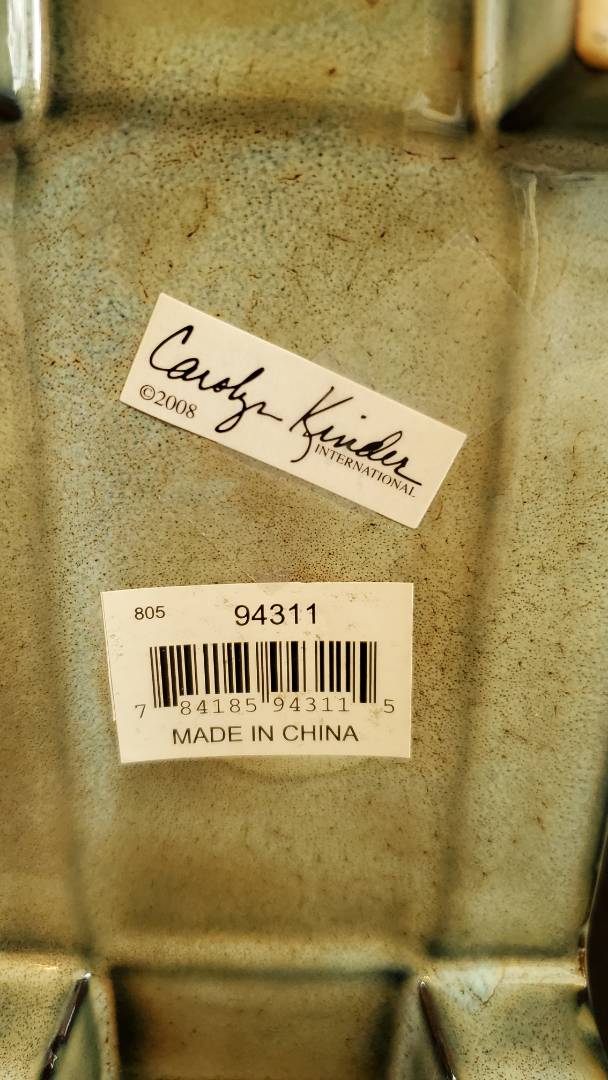 Carolyn Kinder
©2008
INTERNATIONAL
805 94311
7 84185 94311 5
MADE IN CHINA